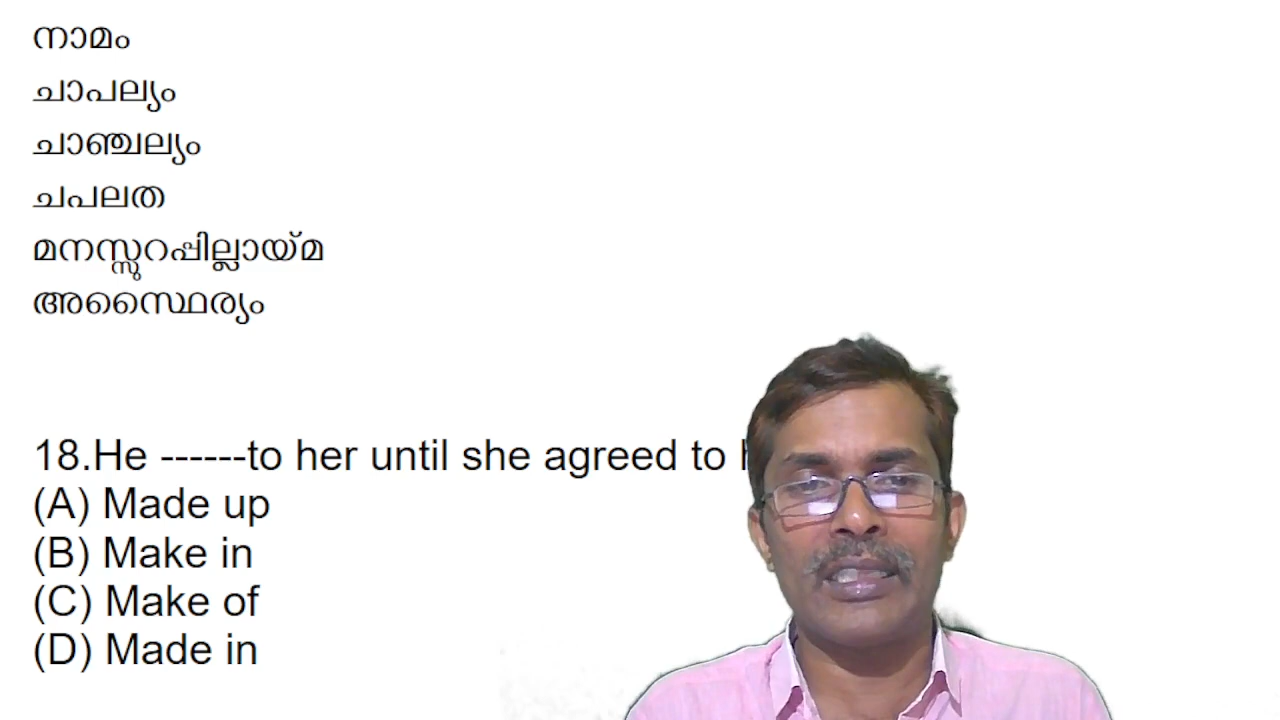 നാമം
ചാപല്യം
ചാഞ്ചല്യം
ചപലത
മനസ്സുറപ്പില്ലായ്മ
അസ്ഥൈര്യം
18.He ------to her until she agreed to
(A) Made up
(B) Make in
(C) Make of
(D) Made in